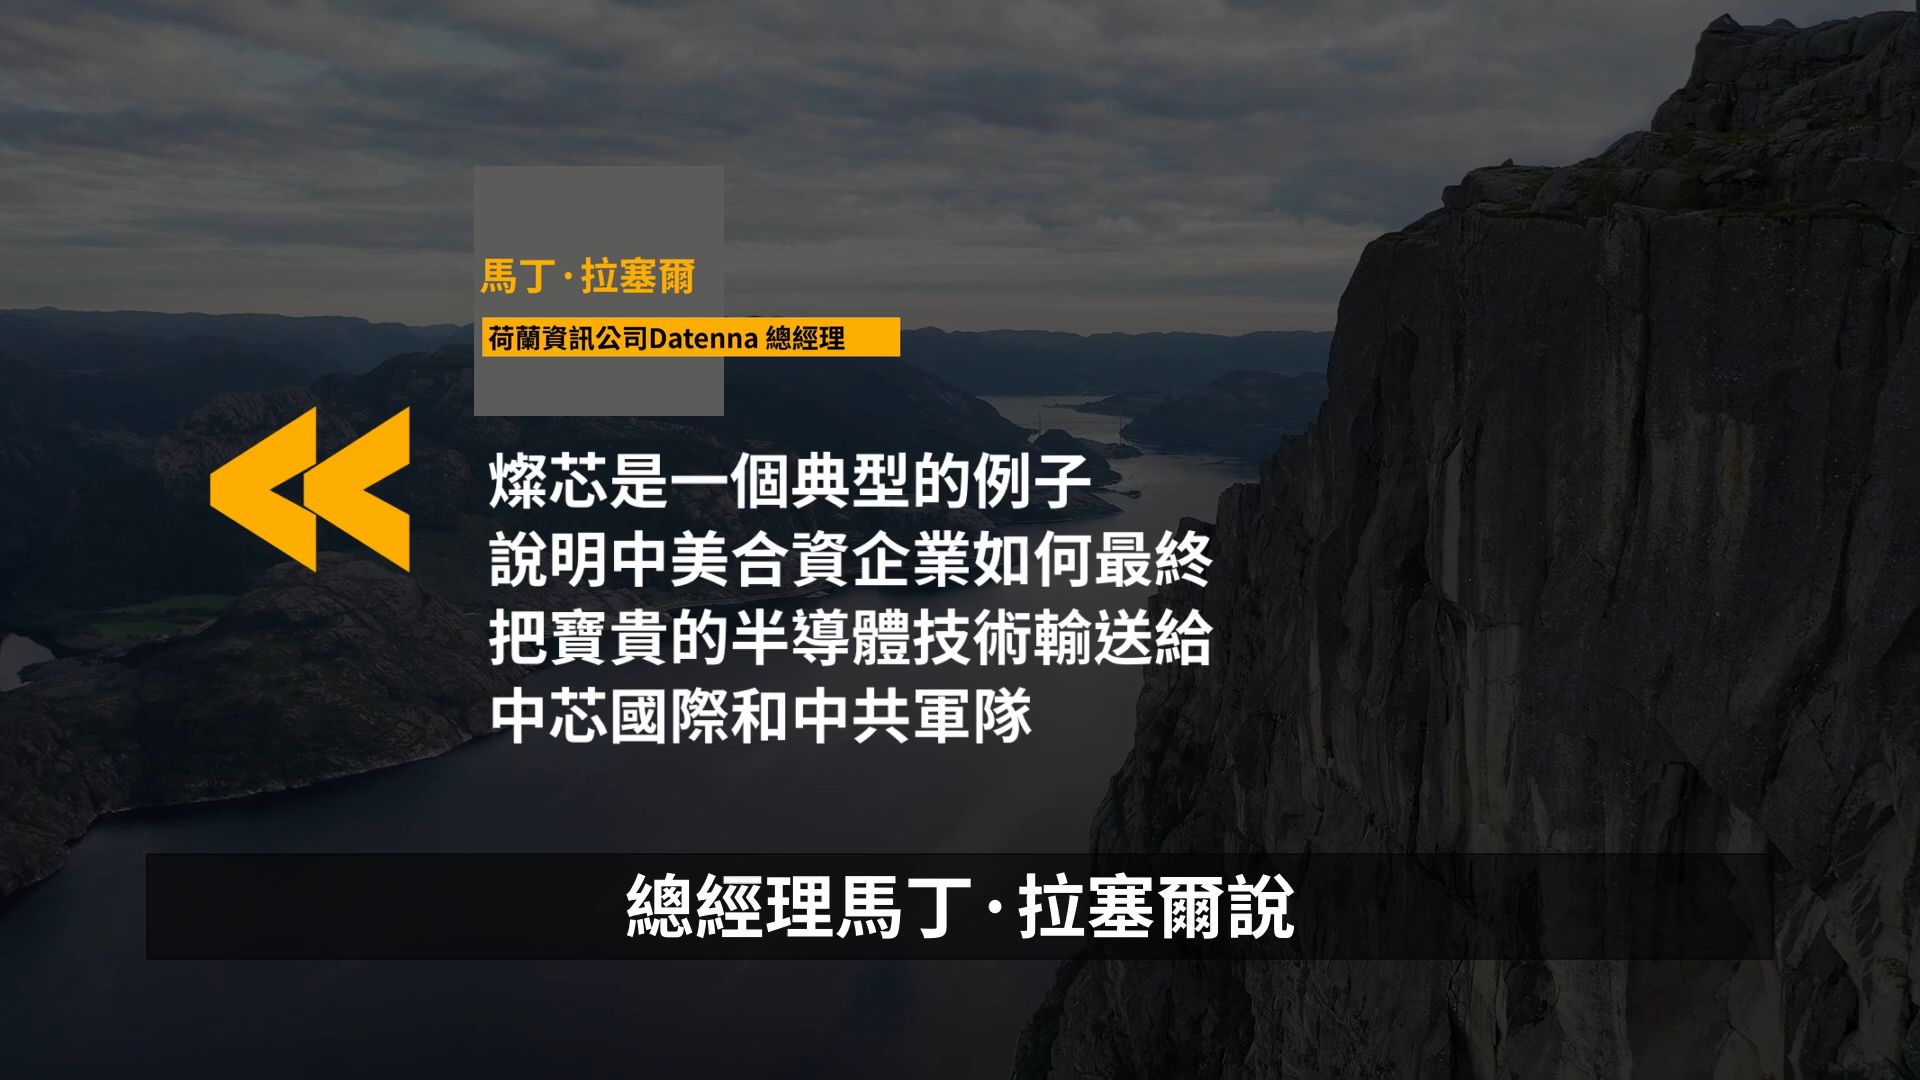 馬丁·拉塞爾
荷蘭資訊公司Datenna 總經理
燦芯是一個典型的例子
說明中美合資企業如何最終
把寶貴的半導體技術輸送給
中芯國際和中共軍隊
總經理馬丁·拉塞爾說